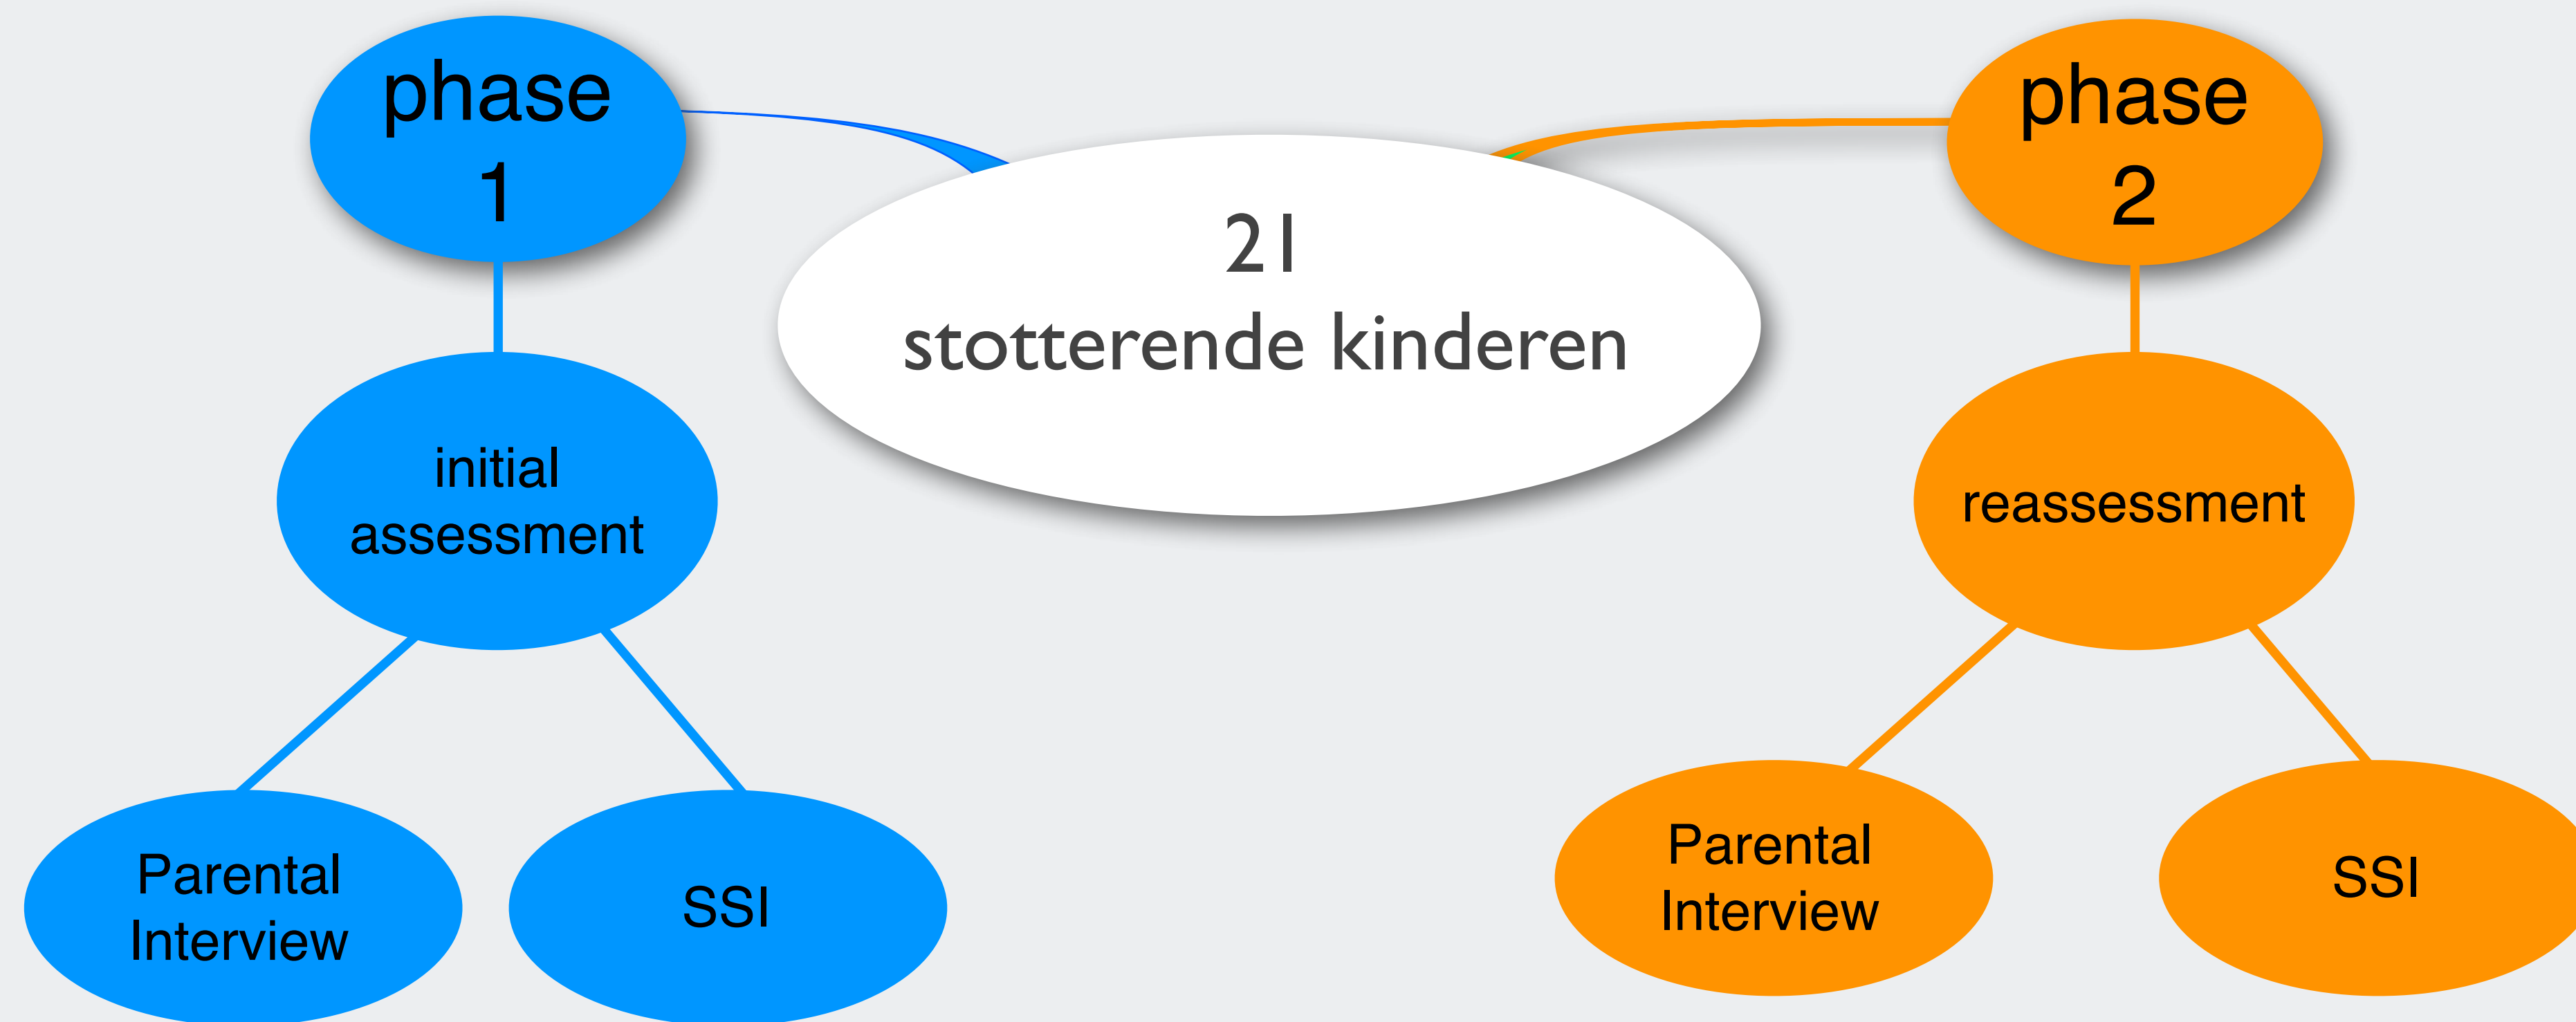 phase
1
21
stotterende kinderen
phase
2
initial
assessment
reassessment
Parental
Interview
SSI
Parental
Interview
SSI